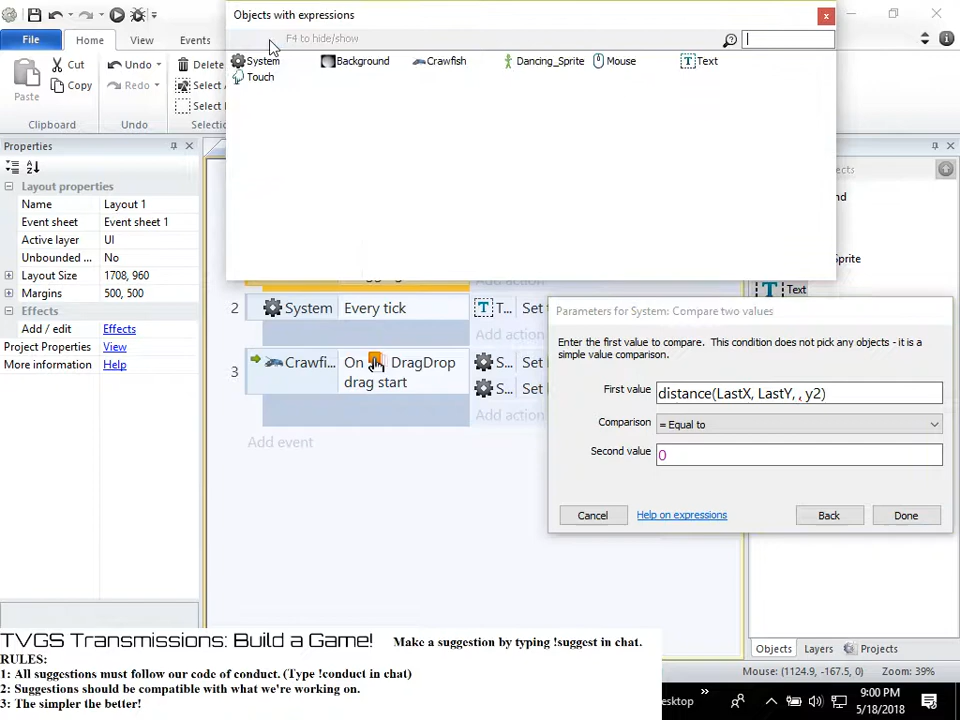 Objects with expressions
x
F4 to hide/show
System Background Crawfish Dancing_Sprite Mouse Text
Touch
File Home View Events
Paste Cut Copy Undo Redo Delete Select Select
Clipboard Undo
Properties
Layout properties
Name Layout 1
Event sheet Event sheet 1
Active layer UI
Unbounded ... No
Layout Size 1708, 960
Margins 500, 500
Effects
Add / edit Effects
Project Properties View
More information Help
2 System Every tick T... Set
Add action
3 Crawfi... On DragDrop drag start S... Set
S... Set
Add action
Add event
Text
Parameters for System: Compare two values
Enter the first value to compare. This condition does not pick any objects - it is a
simple value comparison.
First value distance(LastX, LastY, , y2)
Comparison = Equal to
Second value 0
Cancel Help on expressions Back Done
Objects Layers Projects
Mouse: (1124.9, -167.5, 0) Zoom: 39%
TVGS Transmissions: Build a Game! Make a suggestion by typing !suggest in chat.
RULES:
1: All suggestions must follow our code of conduct. (Type !conduct in chat)
2: Suggestions should be compatible with what we're working on.
3: The simpler the better!
esktop
9:00 PM
5/18/2018